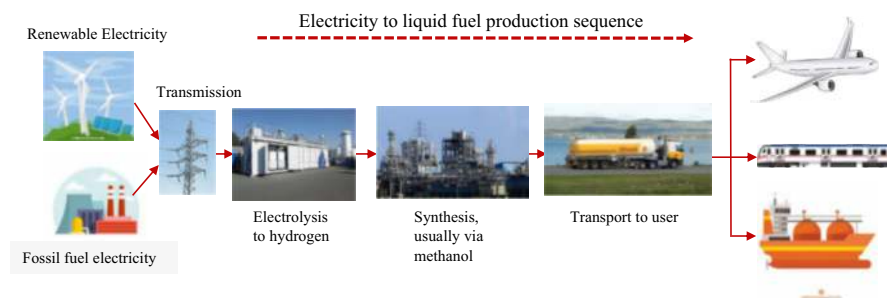 Electricity to liquid fuel production sequence
Renewable Electricity
Transmission
Electrolysis
to hydrogen
Synthesis,
usually via
methanol
Transport to user
Fossil fuel electricity